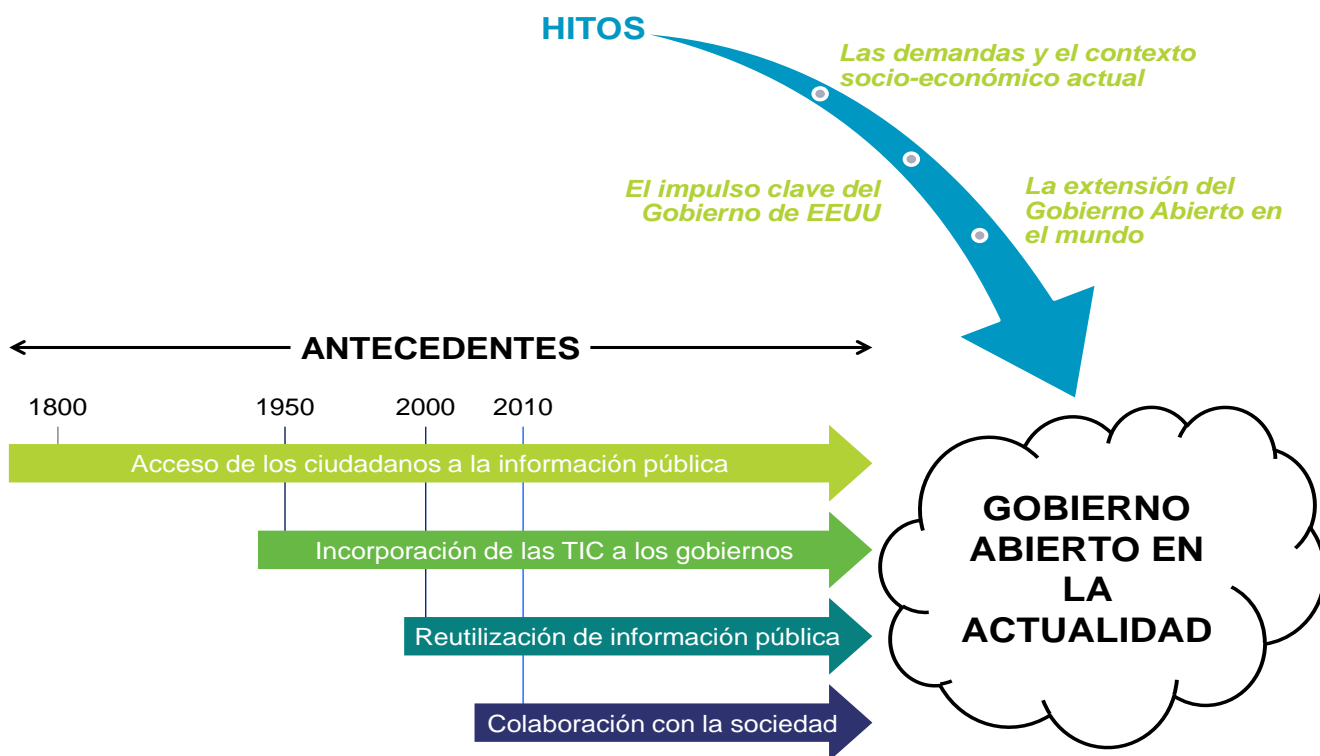 HITOS
Las demandas y el contexto
socio-económico actual
El impulso clave del
Gobierno de EEUU
La extensión del
Gobierno Abierto en
el mundo
ANTECEDENTES
1800
1950
2000
2010
Acceso de los ciudadanos a la información pública
Incorporación de las TIC a los gobiernos
Reutilización de información pública
Colaboración con la sociedad
GOBIERNO
ABIERTO EN
LA
ACTUALIDAD